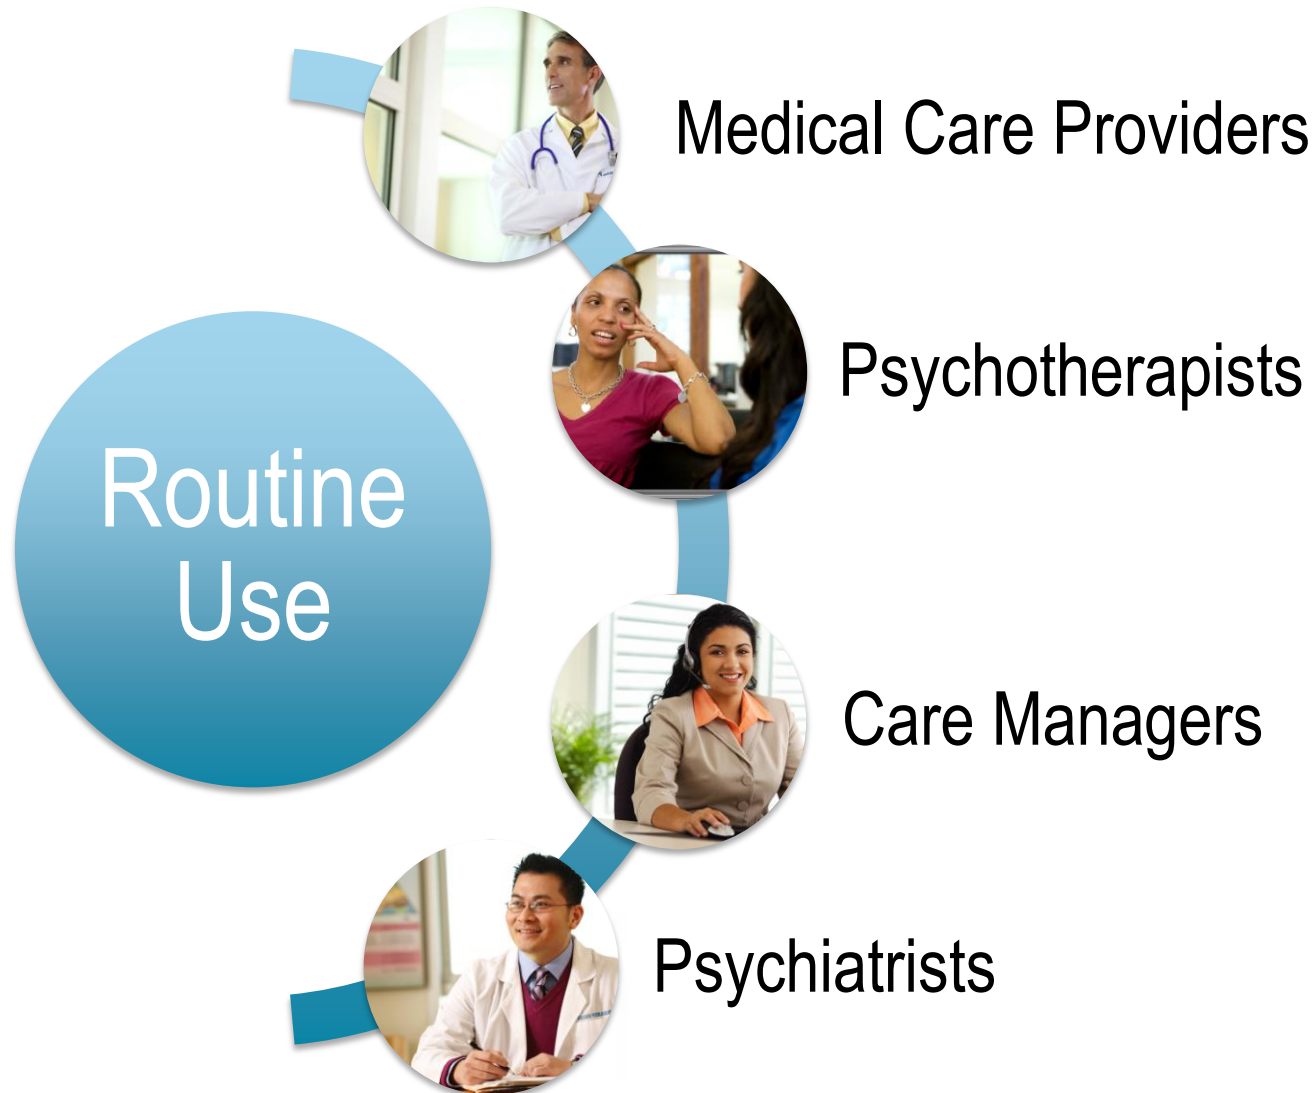 Medical Care Providers
Psychotherapists
Routine
Use
Care Managers
Psychiatrists